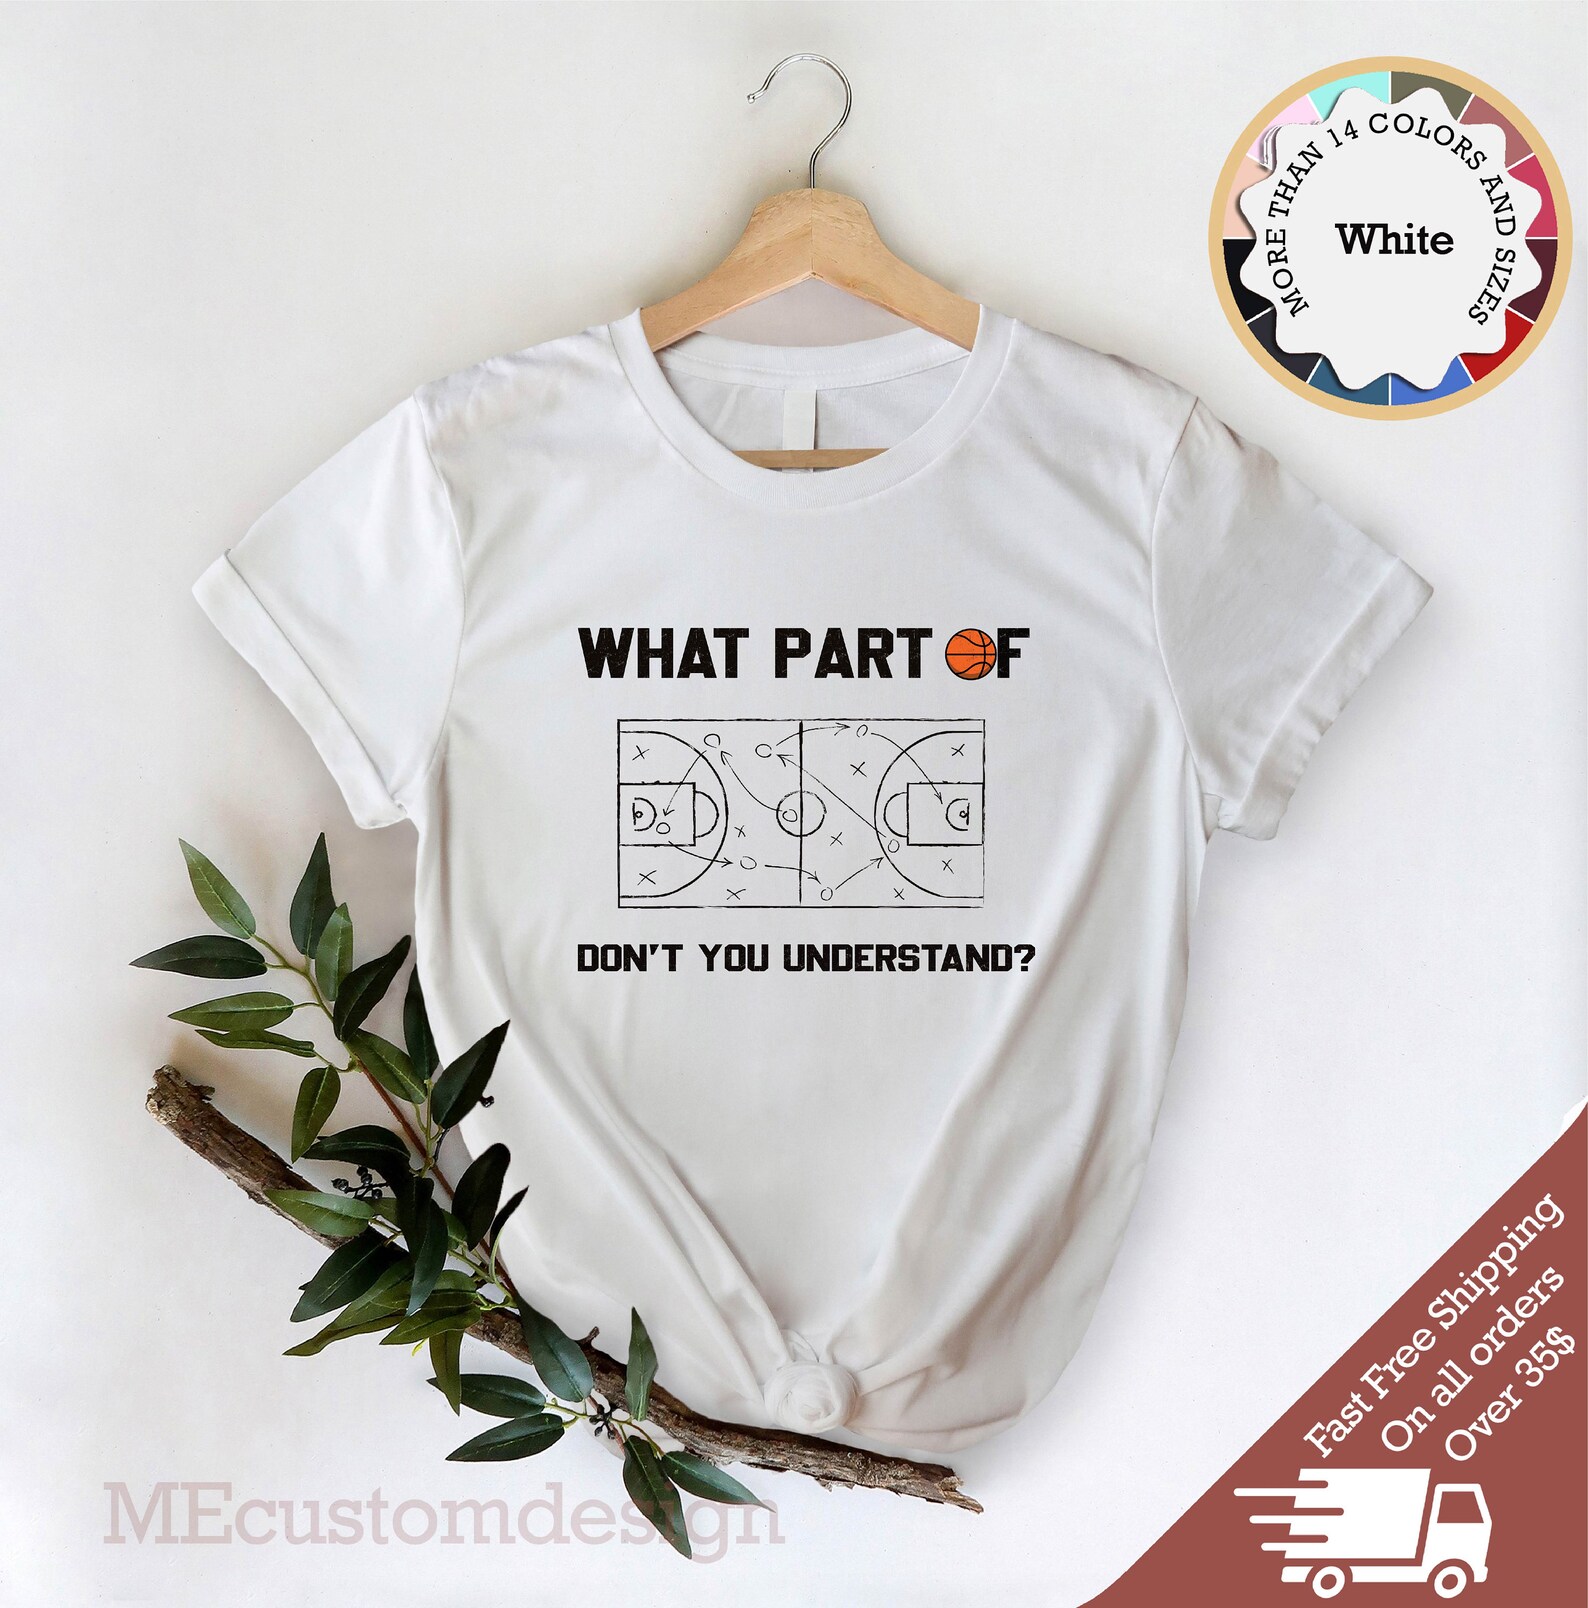 MORE THAN 14 COLORS AND SIZES
White
WHAT PART OF
DON'T YOU UNDERSTAND?
Fast Free Shipping
On all orders
Over 35$
MEcustomdesign